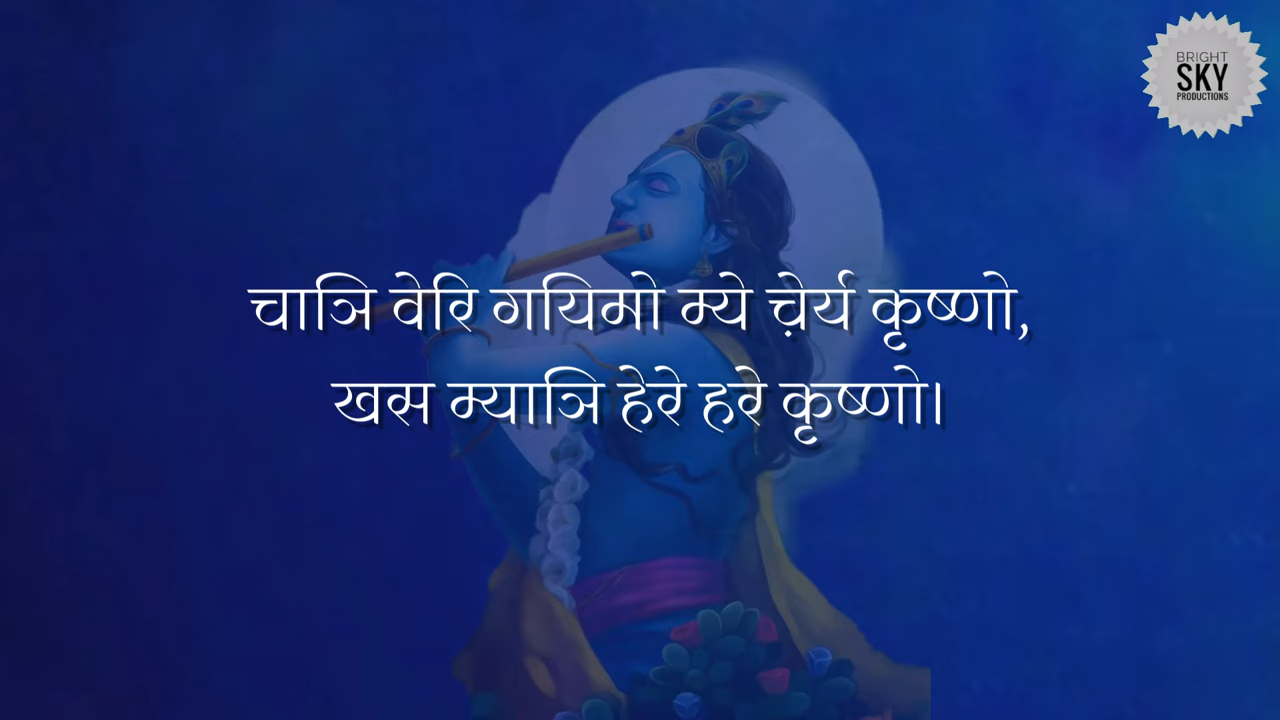 BRIGHT
SKY
PRODUCTIONS
चाञि वेरि गयिमो म्ये च़ेर्य कृष्णो,
खस म्याञि हेरे हरे कृष्णो।